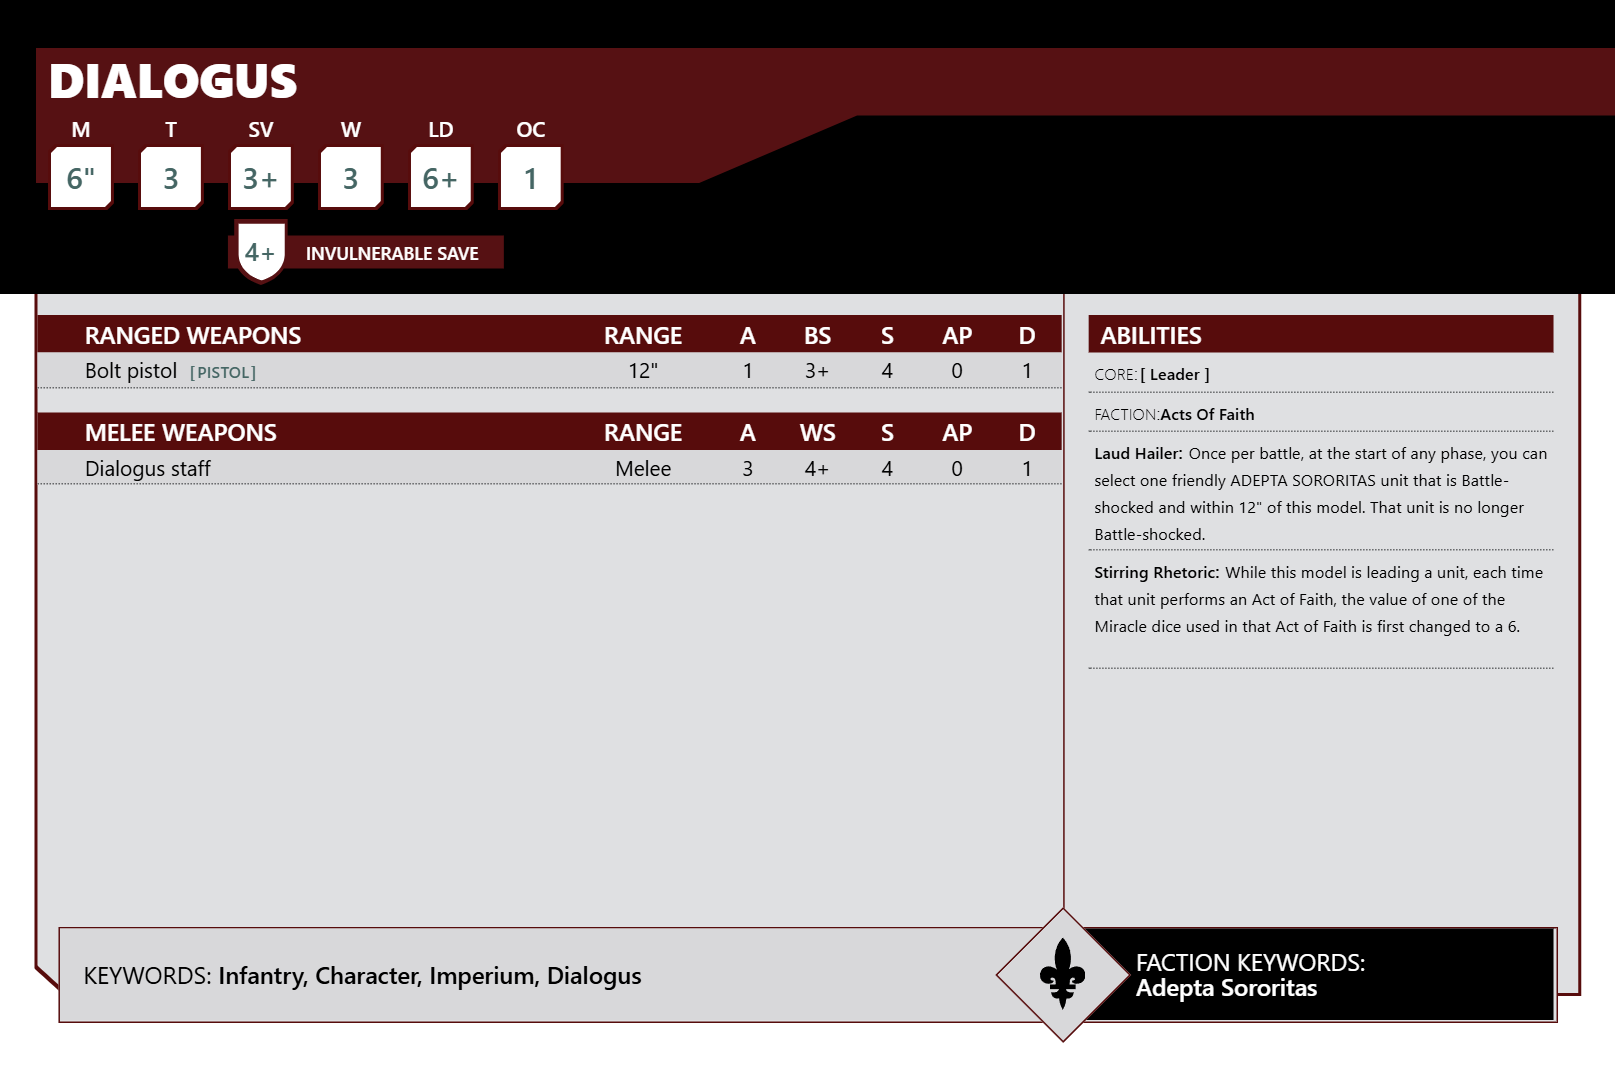 DIALOGUS
M T SV W LD OC
6" 3 3+ 3 6+ 1
4+ INVULNERABLE SAVE
RANGED WEAPONS RANGE A BS S AP D
Bolt pistol [PISTOL] 12" 1 3+ 4 0 1
MELEE WEAPONS RANGE A WS S AP D
Dialogus staff Melee 3 4+ 4 0 1
ABILITIES
CORE:[ Leader ]
FACTION:Acts Of Faith
Laud Hailer: Once per battle, at the start of any phase, you can
select one friendly ADEPTA SORORITAS unit that is Battle-
shocked and within 12" of this model. That unit is no longer
Battle-shocked.
Stirring Rhetoric: While this model is leading a unit, each time
that unit performs an Act of Faith, the value of one of the
Miracle dice used in that Act of Faith is first changed to a 6.
KEYWORDS: Infantry, Character, Imperium, Dialogus
FACTION KEYWORDS:
Adepta Sororitas